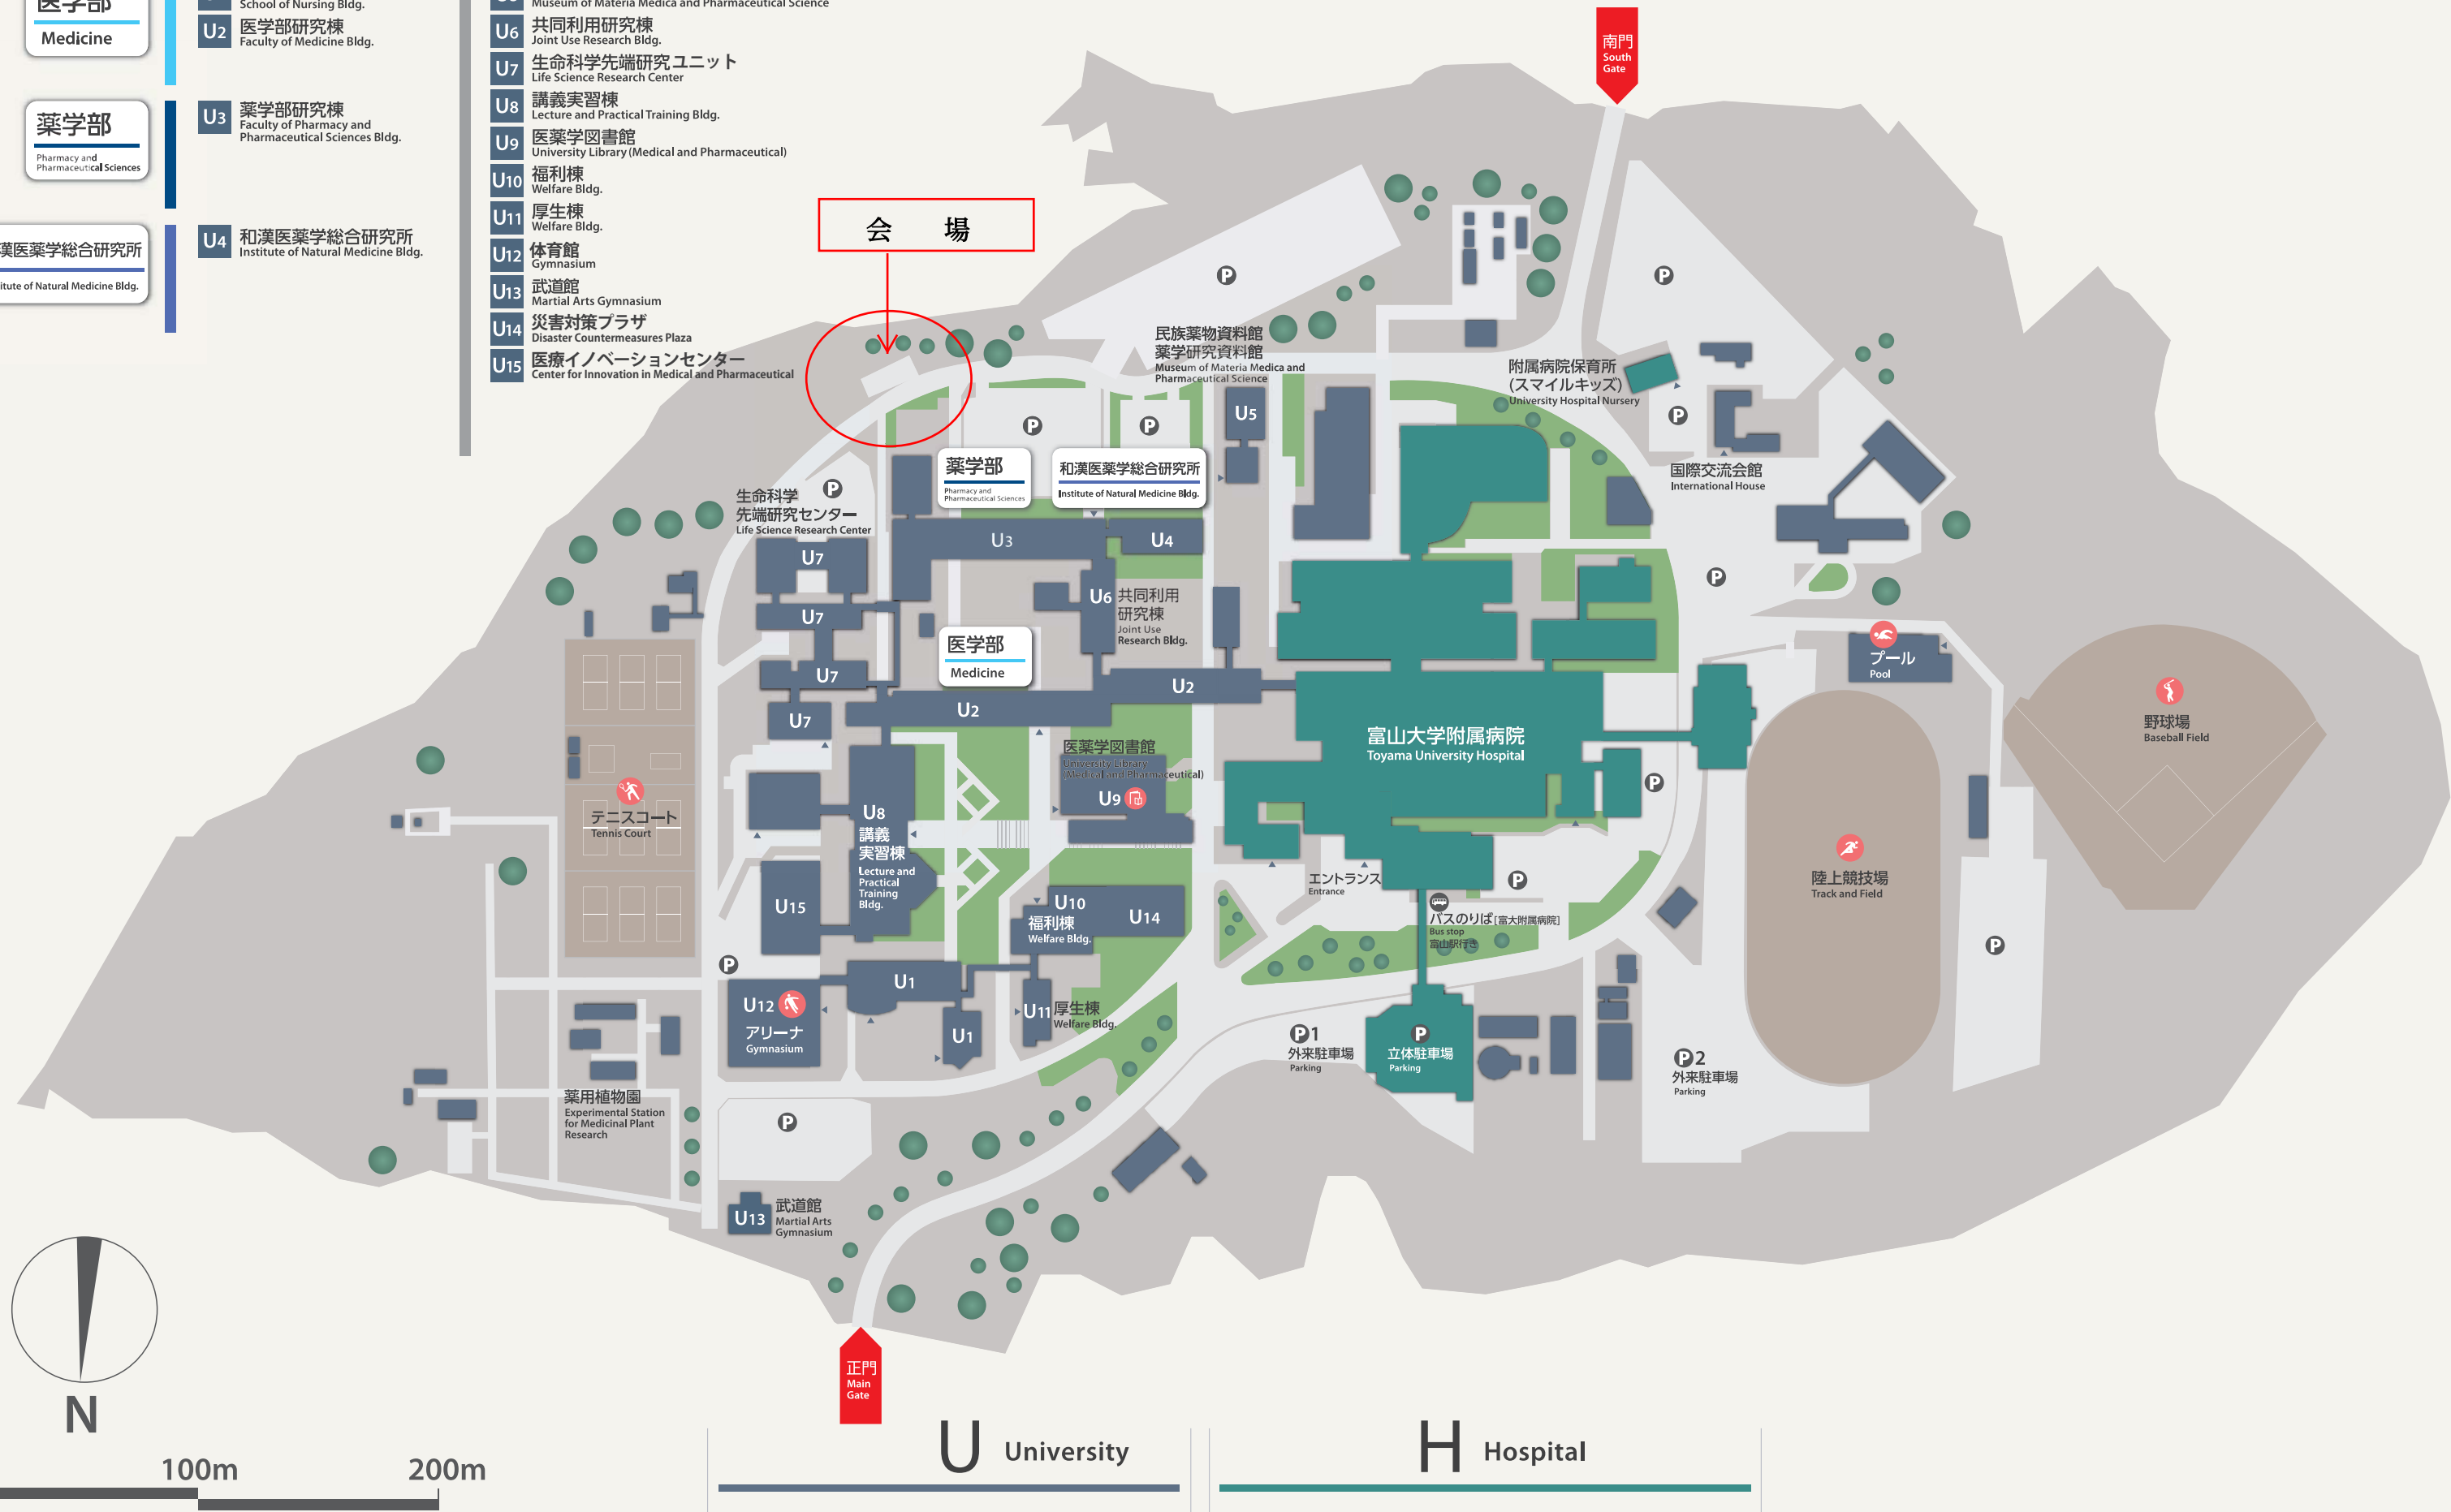 医学部
Medicine
School of Nursing Bldg.
U2 医学部研究棟
Faculty of Medicine Bldg.
薬学部
Pharmacy and
Pharmaceutical Sciences
U3 薬学部研究棟
Faculty of Pharmacy and
Pharmaceutical Sciences Bldg.
漢医薬学総合研究所
itute of Natural Medicine Bldg.
U4 和漢医薬学総合研究所
Institute of Natural Medicine Bldg.
Museum of Materia Medica and Pharmaceutical Science
U6 共同利用研究棟
Joint Use Research Bldg.
U7 生命科学先端研究ユニット
Life Science Research Center
U8 講義実習棟
Lecture and Practical Training Bldg.
U9 医薬学図書館
University Library (Medical and Pharmaceutical)
U10 福利棟
Welfare Bldg.
U11 厚生棟
Welfare Bldg.
U12 体育館
Gymnasium
U13 武道館
Martial Arts Gymnasium
U14 災害対策プラザ
Disaster Countermeasures Plaza
U15 医療イノベーションセンター
Center for Innovation in Medical and Pharmaceutical
会 場
南門
South
Gate
P
P
民族薬物資料館
薬学研究資料館
Museum of Materia Medica and
Pharmaceutical Science
附属病院保育所
(スマイルキッズ)
University Hospital Nursery
P
P
P
U5
国際交流会館
International House
薬学部
Pharmacy and
Pharmaceutical Sciences
和漢医薬学総合研究所
Institute of Natural Medicine Bldg.
P
生命科学
先端研究センター
Life Science Research Center
U7
U3
U4
P
U7
U6
共同利用
研究棟
Joint Use
Research Bldg.
医学部
Medicine
U7
U2
U2
U7
プール
Pool
野球場
Baseball Field
富山大学附属病院
Toyama University Hospital
医薬学図書館
University Library
(Medical and Pharmaceutical)
U9
P
テニスコート
Tennis Court
U8
講義
実習棟
Lecture and
Practical
Training
Bldg.
エントランス
Entrance
P
陸上競技場
Track and Field
U15
U10
福利棟
Welfare Bldg.
U14
バスのりば[富大附属病院]
Bus stop
富山駅行き
P
P
U1
U12
アリーナ
Gymnasium
U11
厚生棟
Welfare Bldg.
U1
P1
外来駐車場
Parking
P
立体駐車場
Parking
P2
外来駐車場
Parking
薬用植物園
Experimental Station
for Medicinal Plant
Research
P
U13
武道館
Martial Arts
Gymnasium
正門
Main
Gate
N
100m
200m
U University
H Hospital